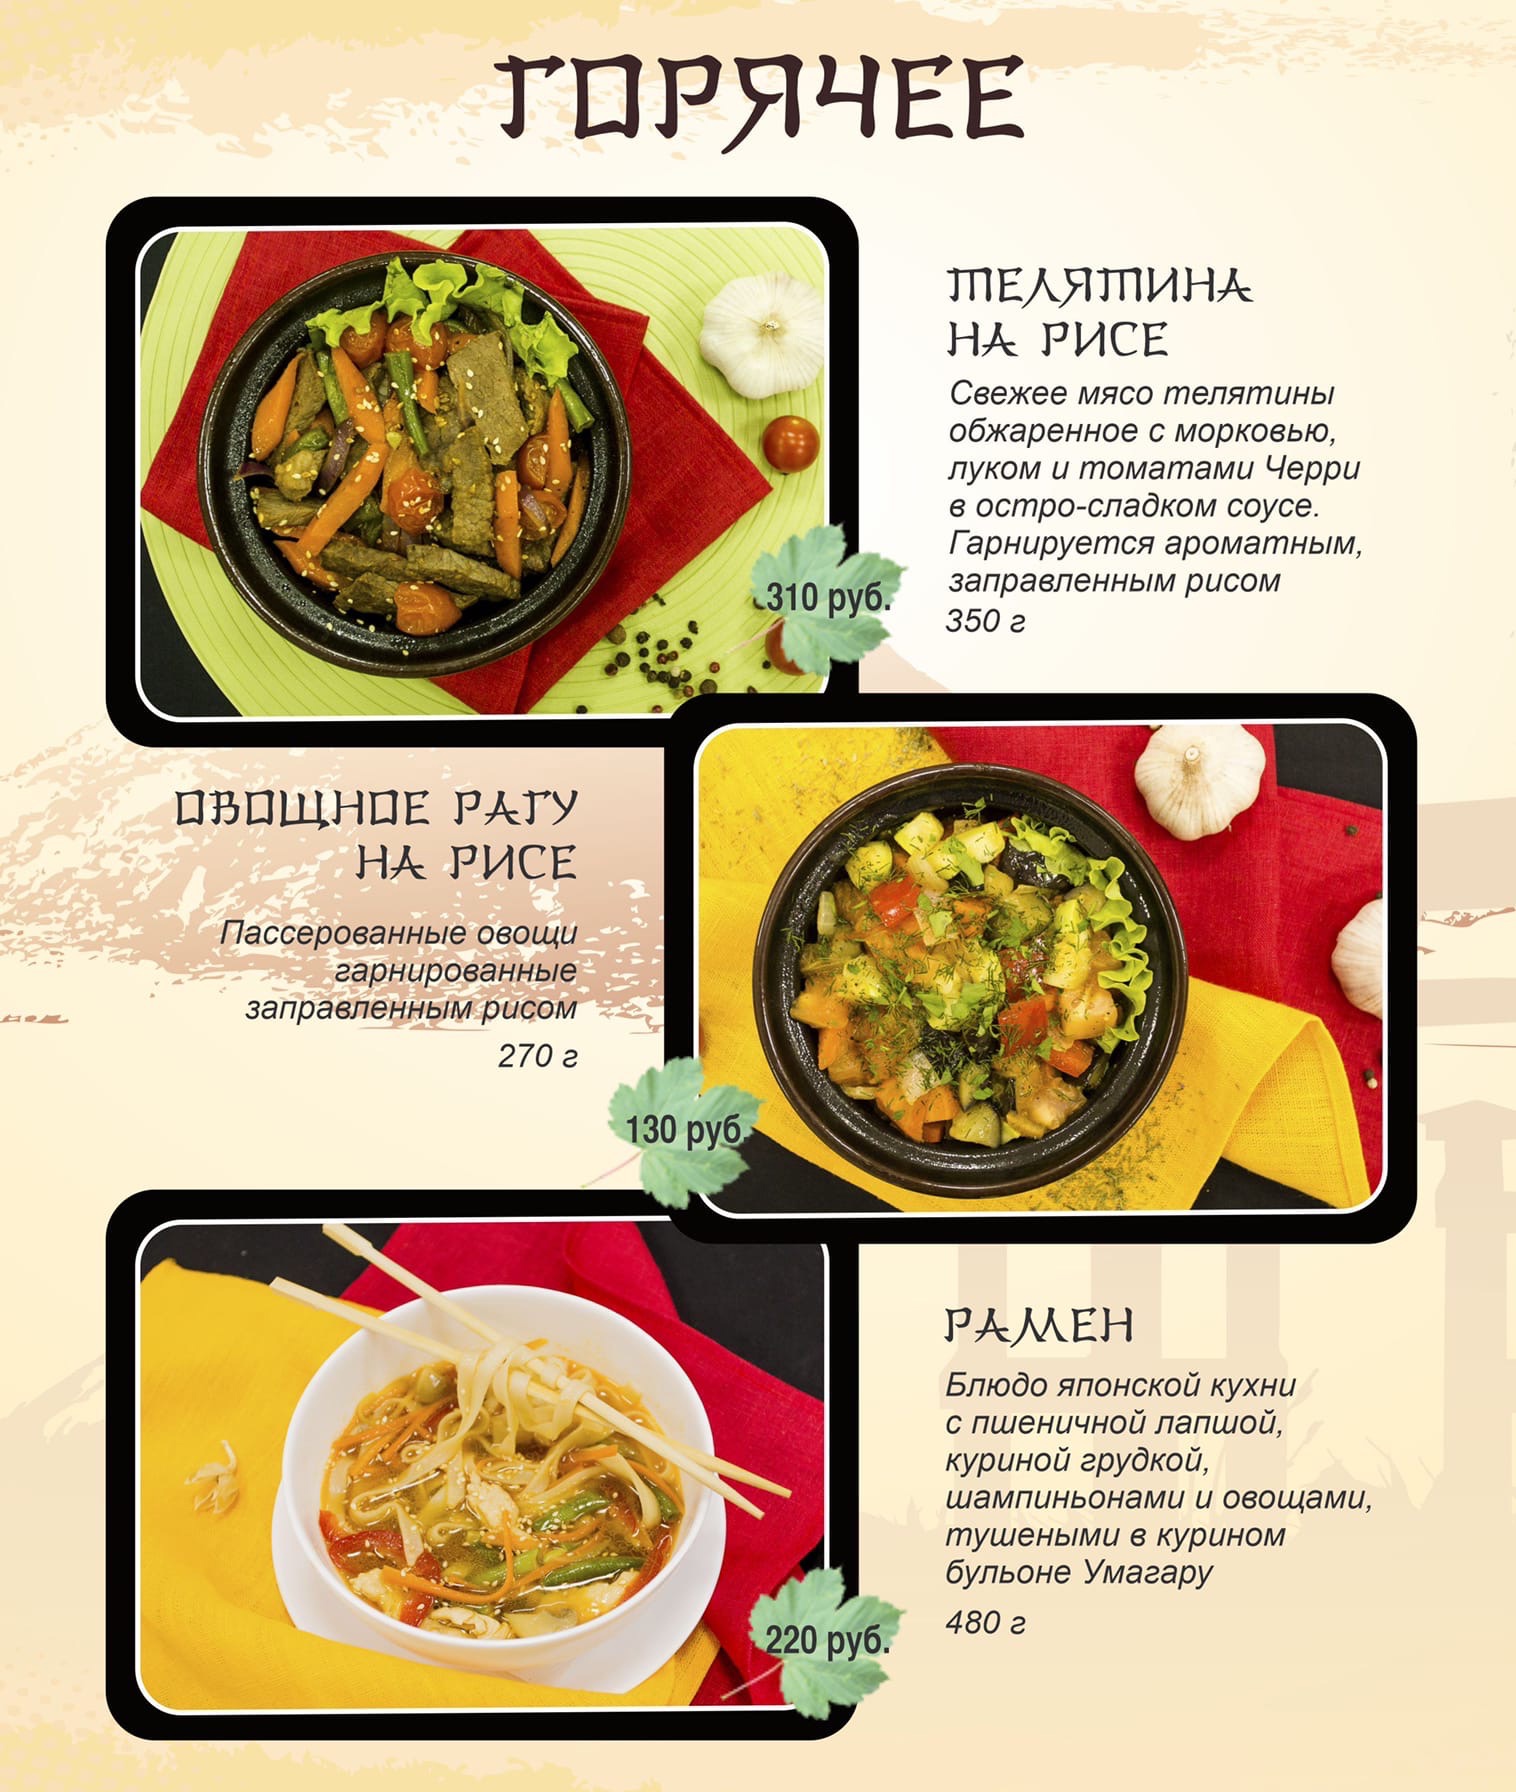 ГОРЯЧЕЕ
ТЕЛЯТИНА
НА РИСЕ
Свежее мясо телятины
обжаренное с морковью,
луком и томатами Черри
в остро-сладком соусе.
Гарнируется ароматным,
заправленным рисом
350 г
310 руб.
ОВОЩНОЕ РАГУ
НА РИСЕ
Пассерованные овощи
гарнированные
заправленным рисом
270 г
130 руб.
РАМЕН
Блюдо японской кухни
с пшеничной лапшой,
куриной грудкой,
шампиньонами и овощами,
тушеными в курином
бульоне Умагару
480 г
220 руб.